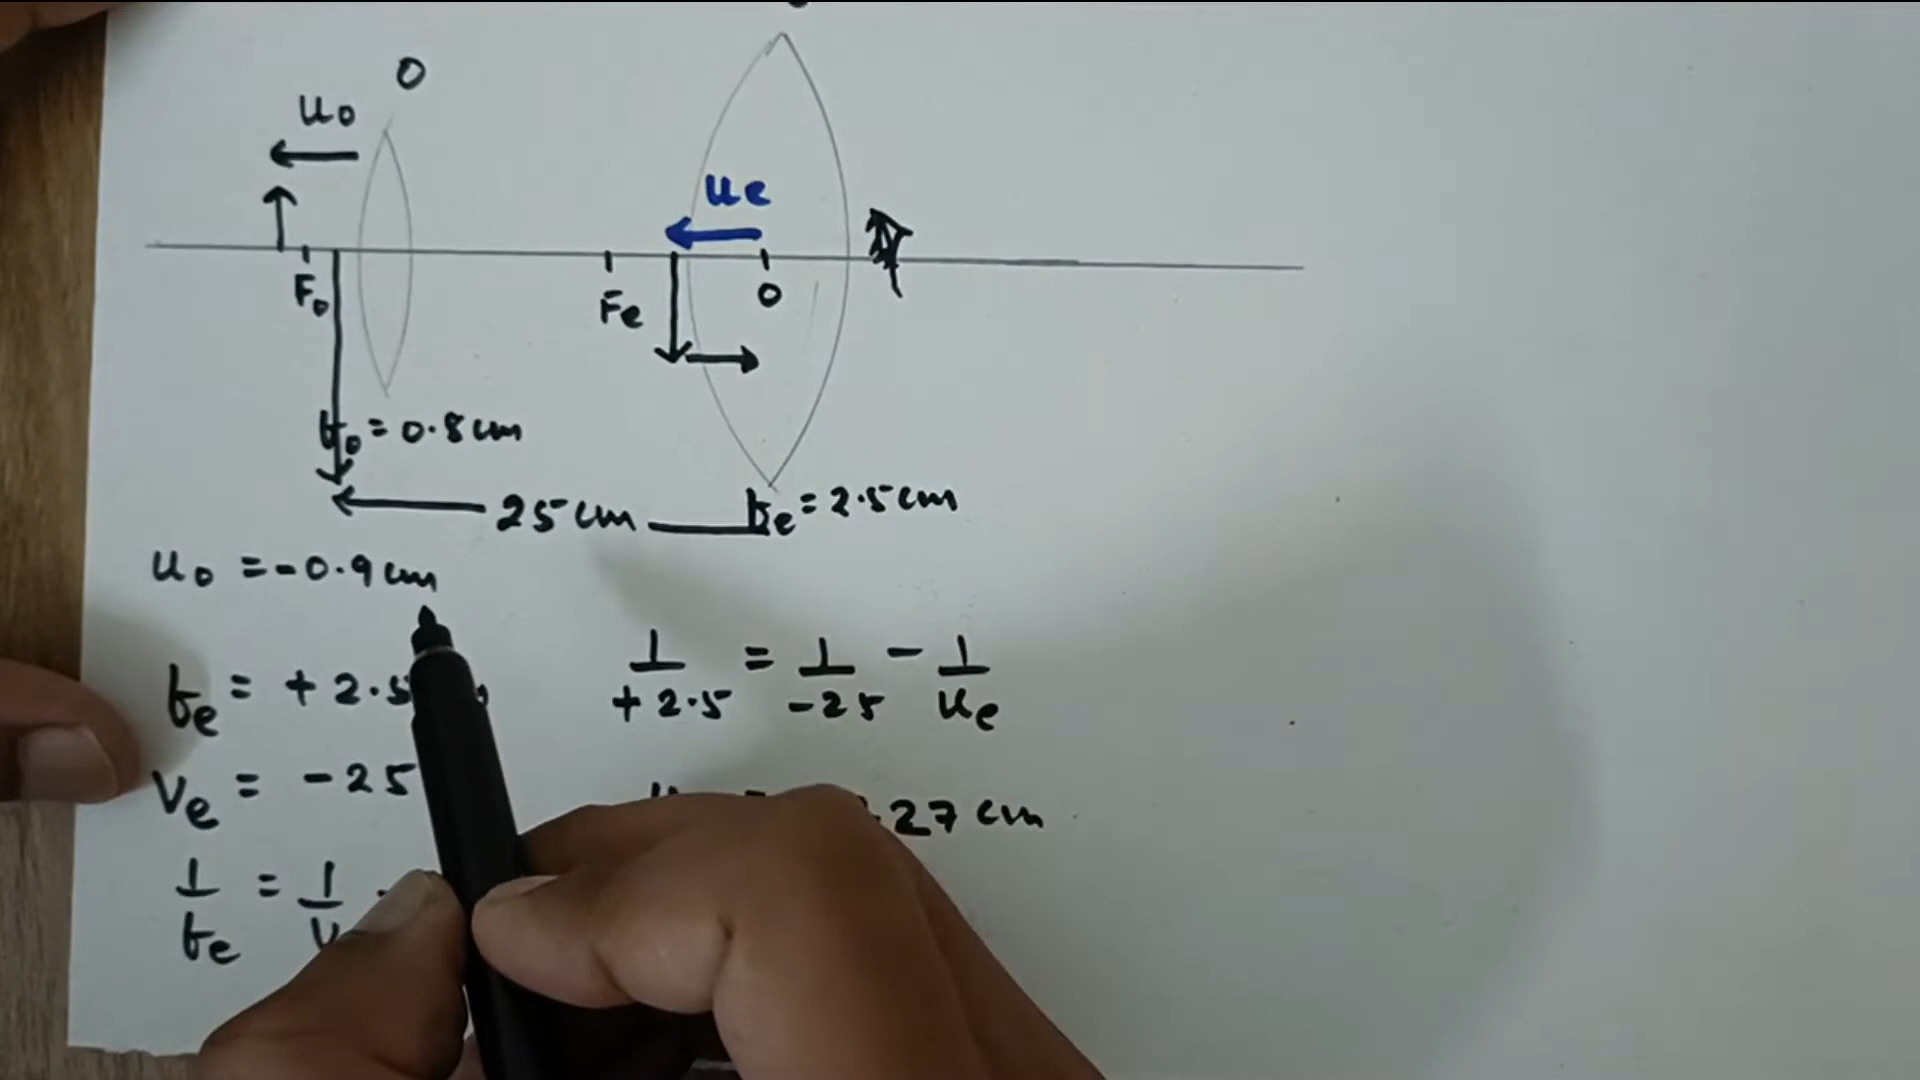 O
u₀
ue
F₀
Fe
O
f₀ = 0.8 cm
25 cm
fe = 2.5 cm
u₀ = -0.9 cm
1/+2.5 = 1/-25 - 1/ue
fe = +2.5
ve = -25
27 cm
1/fe = 1/v